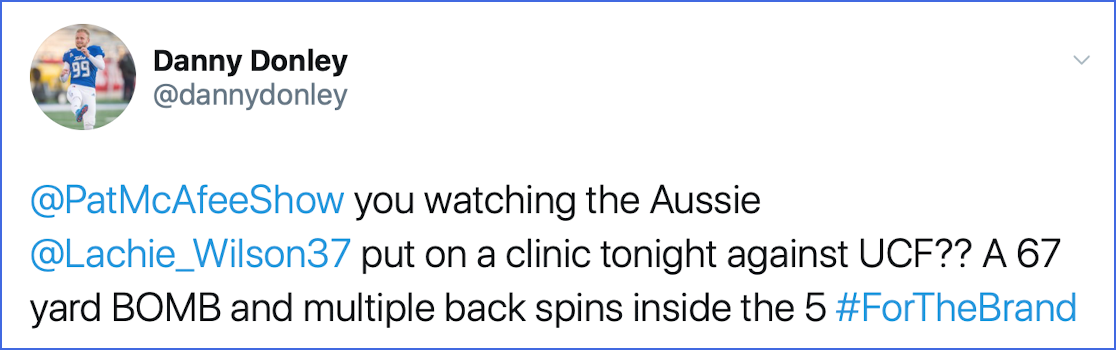 Danny Donley
@dannydonley
99
@PatMcAfeeShow you watching the Aussie
@Lachie_Wilson37 put on a clinic tonight against UCF?? A 67
yard BOMB and multiple back spins inside the 5 #ForTheBrand